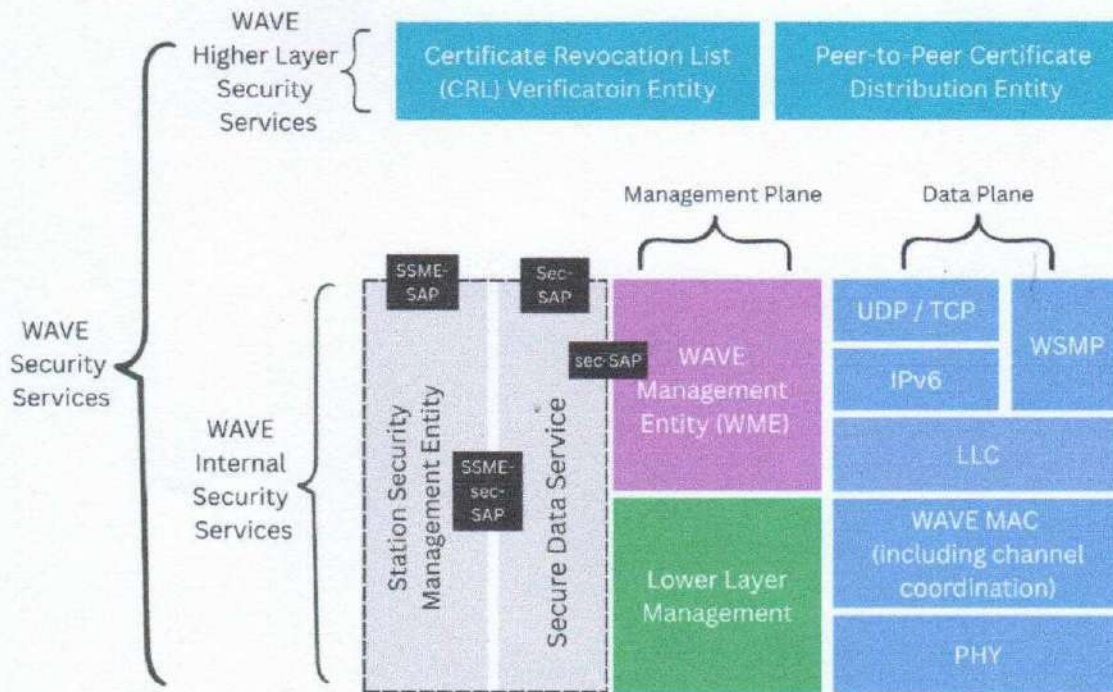 WAVE
Higher Layer
Security
Services
Certificate Revocation List
(CRL) Verificatoin Entity
Peer-to-Peer Certificate
Distribution Entity
Management Plane
Data Plane
WAVE
Security
Services
WAVE
Internal
Security
Services
SSME-
SAP
Sec-
SAP
sec-SAP
SSME-
sec-
SAP
Station Security
Management Entity
Secure Data Service
WAVE
Management
Entity (WME)
Lower Layer
Management
UDP / TCP
IPv6
WSMP
LLC
WAVE MAC
(including channel
coordination)
PHY